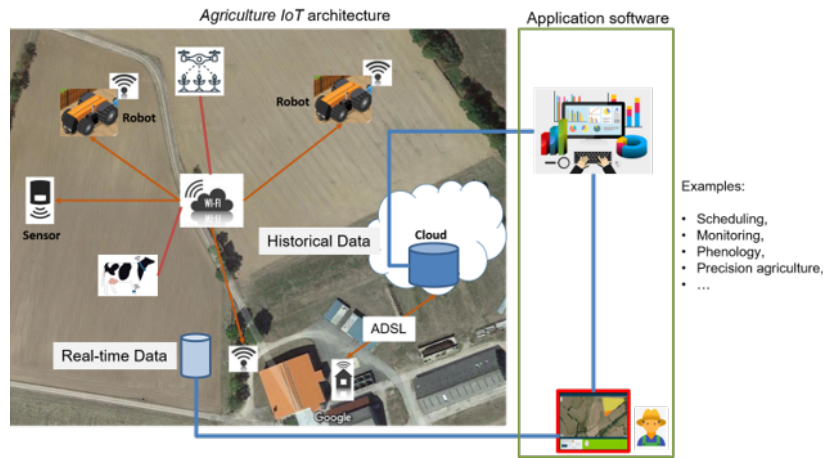 Agriculture IoT architecture
Application software
Robot
Robot
WI-FI
Sensor
Historical Data
Cloud
Examples:
• Scheduling,
• Monitoring,
• Phenology,
• Precision agriculture,
• ...
ADSL
Real-time Data
Google